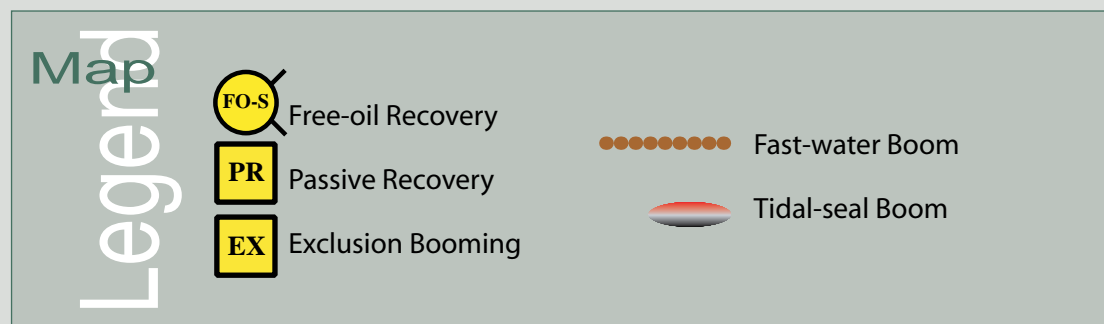 Map
Legend
FO-S
Free-oil Recovery
PR
Passive Recovery
EX
Exclusion Booming
Fast-water Boom
Tidal-seal Boom